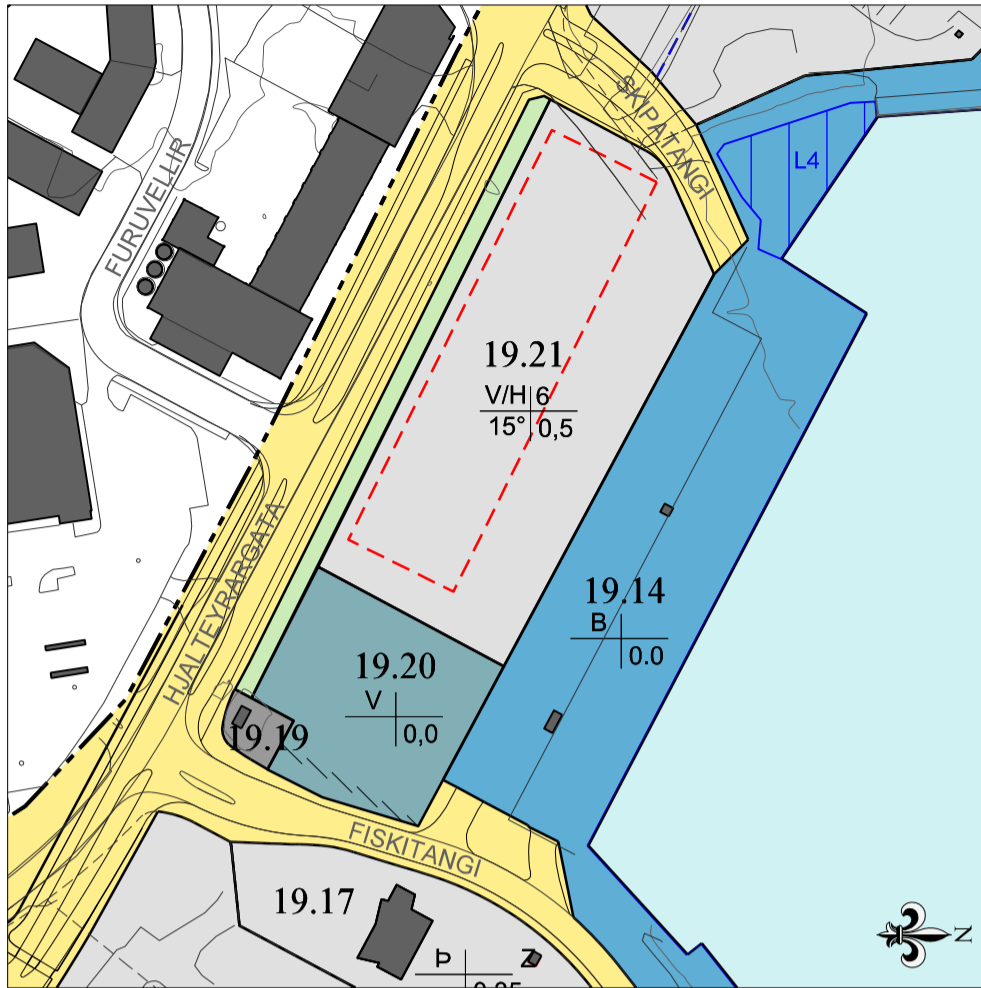 SKIPATANGI
L4
FURUVELLIR
19.21
V/H 6
15° 0,5
HJALTEYRARGATA
19.14
B
0.0
19.20
V
0,0
19.19
FISKITANGI
19.17
Þ
N